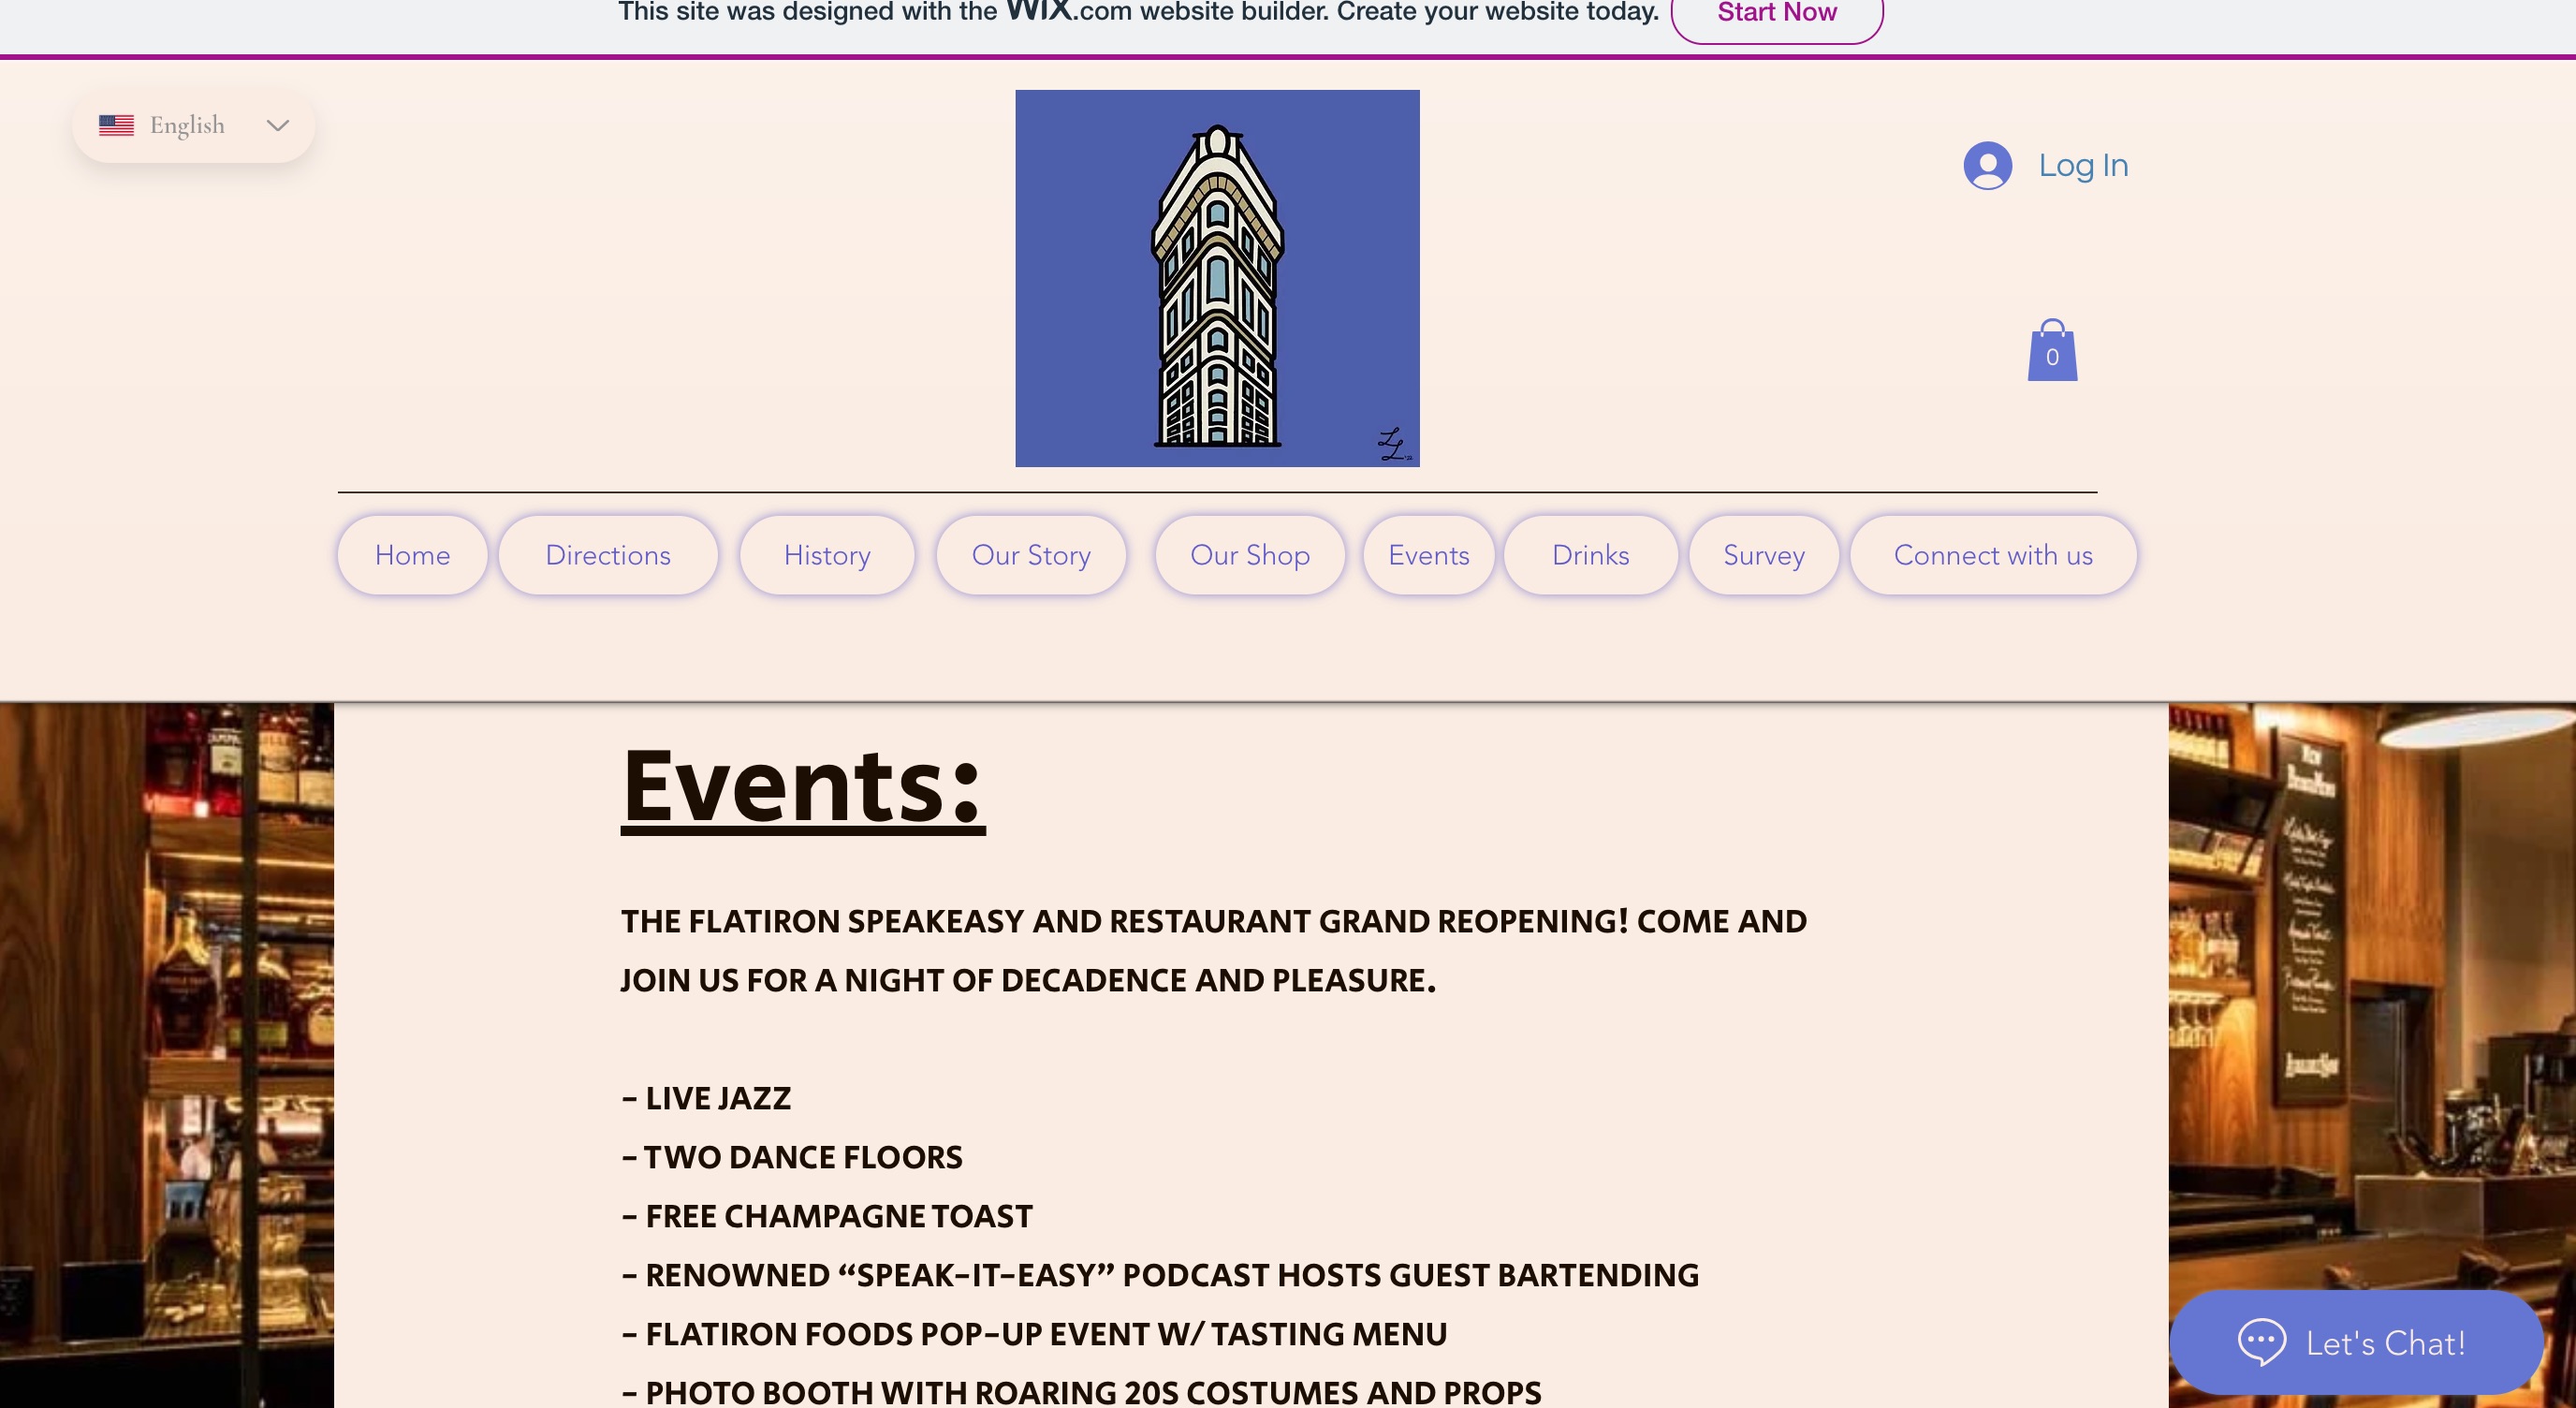 This site was designed with the WiX.com website builder. Create your website today.
Start Now
English
Log In
0
Home
Directions
History
Our Story
Our Shop
Events
Drinks
Survey
Connect with us
Events:
THE FLATIRON SPEAKEASY AND RESTAURANT GRAND REOPENING! COME AND
JOIN US FOR A NIGHT OF DECADENCE AND PLEASURE.
- LIVE JAZZ
- TWO DANCE FLOORS
- FREE CHAMPAGNE TOAST
- RENOWNED “SPEAK-IT-EASY” PODCAST HOSTS GUEST BARTENDING
- FLATIRON FOODS POP-UP EVENT W/ TASTING MENU
- PHOTO BOOTH WITH ROARING 20S COSTUMES AND PROPS
Let's Chat!